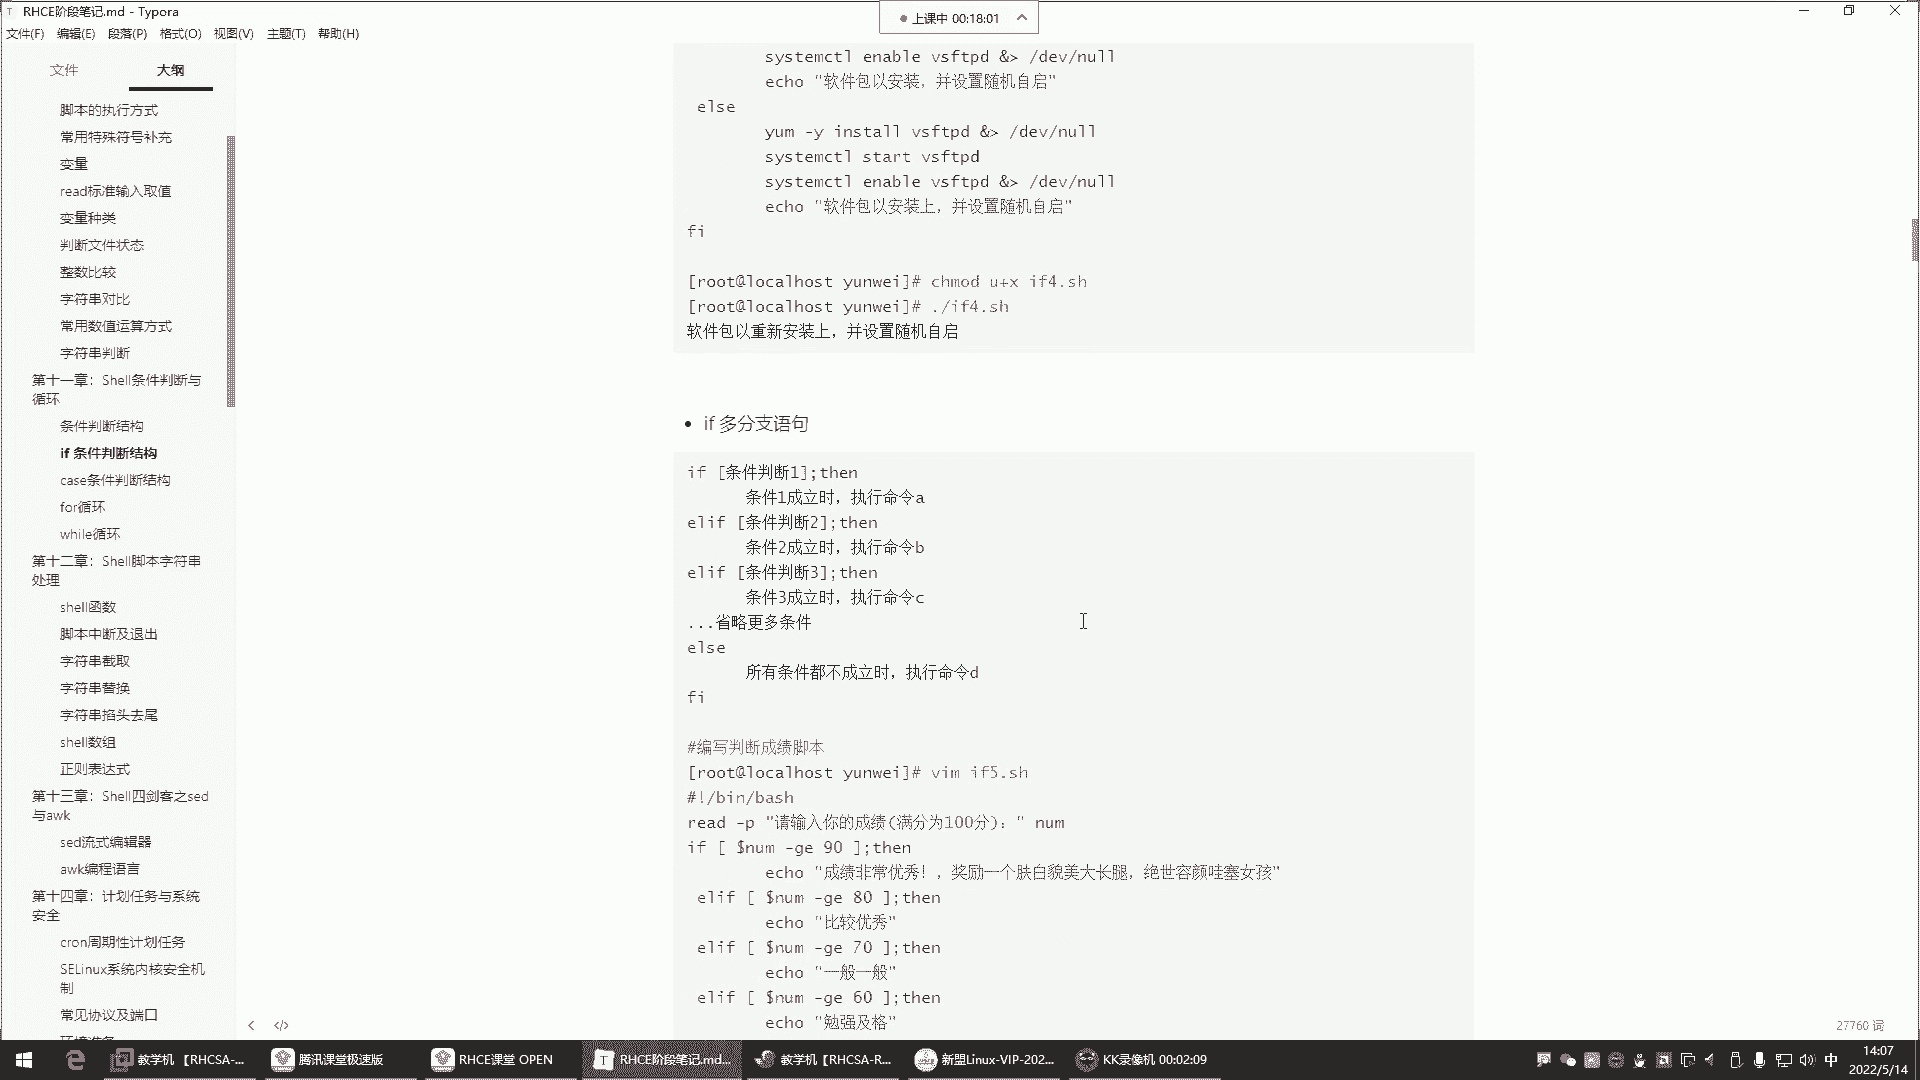 RHCE阶段笔记.md - Typora
上课中 00:18:01
文件(F) 编辑(E) 段落(P) 格式(O) 视图(V) 主题(T) 帮助(H)
文件 大纲
脚本的执行方式
常用特殊符号补充
变量
read标准输入取值
变量种类
判断文件状态
整数比较
字符串对比
常用数值运算方式
字符串判断
第十一章：Shell条件判断与
循环
条件判断结构
if 条件判断结构
case条件判断结构
for循环
while循环
第十二章：Shell脚本字符串
处理
shell函数
脚本中断及退出
字符串截取
字符串替换
字符串掐头去尾
shell数组
正则表达式
第十三章：Shell四剑客之sed
与awk
sed流式编辑器
awk编程语言
第十四章：计划任务与系统
安全
cron周期性计划任务
SELinux系统内核安全机
制
常见协议及端口
systemctl enable vsftpd &> /dev/null
echo "软件包以安装，并设置随机自启"
else
yum -y install vsftpd &> /dev/null
systemctl start vsftpd
systemctl enable vsftpd &> /dev/null
echo "软件包以安装上，并设置随机自启"
fi
[root@localhost yunwei]# chmod u+x if4.sh
[root@localhost yunwei]# ./if4.sh
软件包以重新安装上，并设置随机自启
• if 多分支语句
if [条件判断1];then
条件1成立时，执行命令a
elif [条件判断2];then
条件2成立时，执行命令b
elif [条件判断3];then
条件3成立时，执行命令c
...省略更多条件
else
所有条件都不成立时，执行命令d
fi
#编写判断成绩脚本
[root@localhost yunwei]# vim if5.sh
#!/bin/bash
read -p "请输入你的成绩(满分为100分)：" num
if [ $num -ge 90 ];then
echo "成绩非常优秀！，奖励一个肤白貌美大长腿，绝世容颜哇塞女孩"
elif [ $num -ge 80 ];then
echo "比较优秀"
elif [ $num -ge 70 ];then
echo "一般一般"
elif [ $num -ge 60 ];then
echo "勉强及格"
27760 词
教学机 【RHCSA-... 腾讯课堂极速版 RHCE课堂 OPEN RHCE阶段笔记.md... 教学机【RHCSA-R... 新盟Linux-VIP-202... KK录像机 00:02:09 中 14:07
2022/5/14